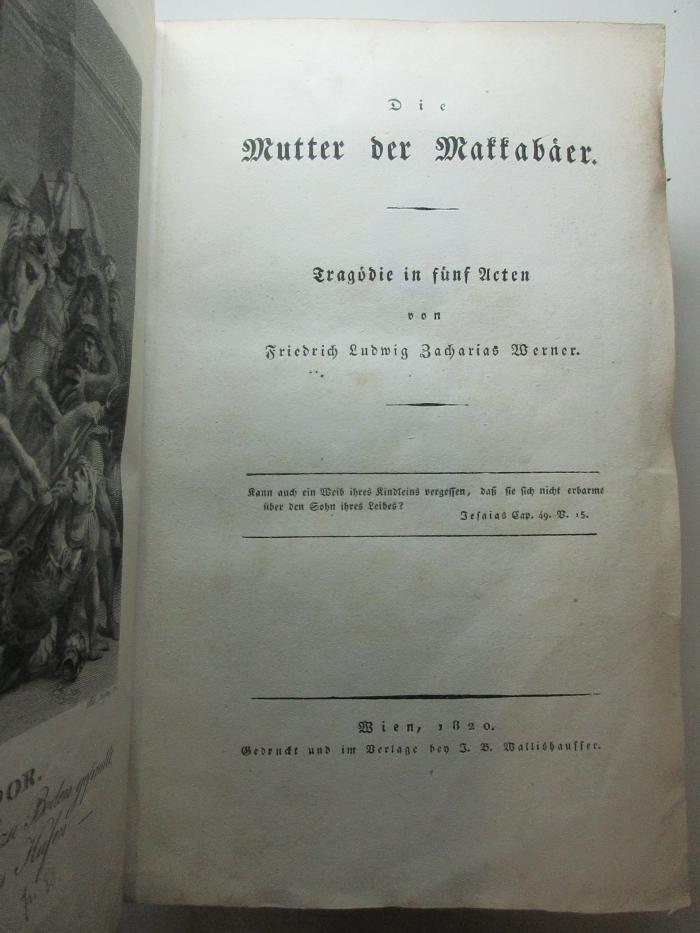 Die
Mutter der Makkabäer.
Tragödie in fünf Acten
von
Friedrich Ludwig Zacharias Werner.
Kann auch ein Weib ihres Kindleins vergessen, daß sie sich nicht erbarme
über den Sohn ihres Leibes?
Jesaias Cap. 49. V. 15.
Wien, 1820.
Gedruckt und im Verlage bey J. B. Wallishausser.
OR.
Boden